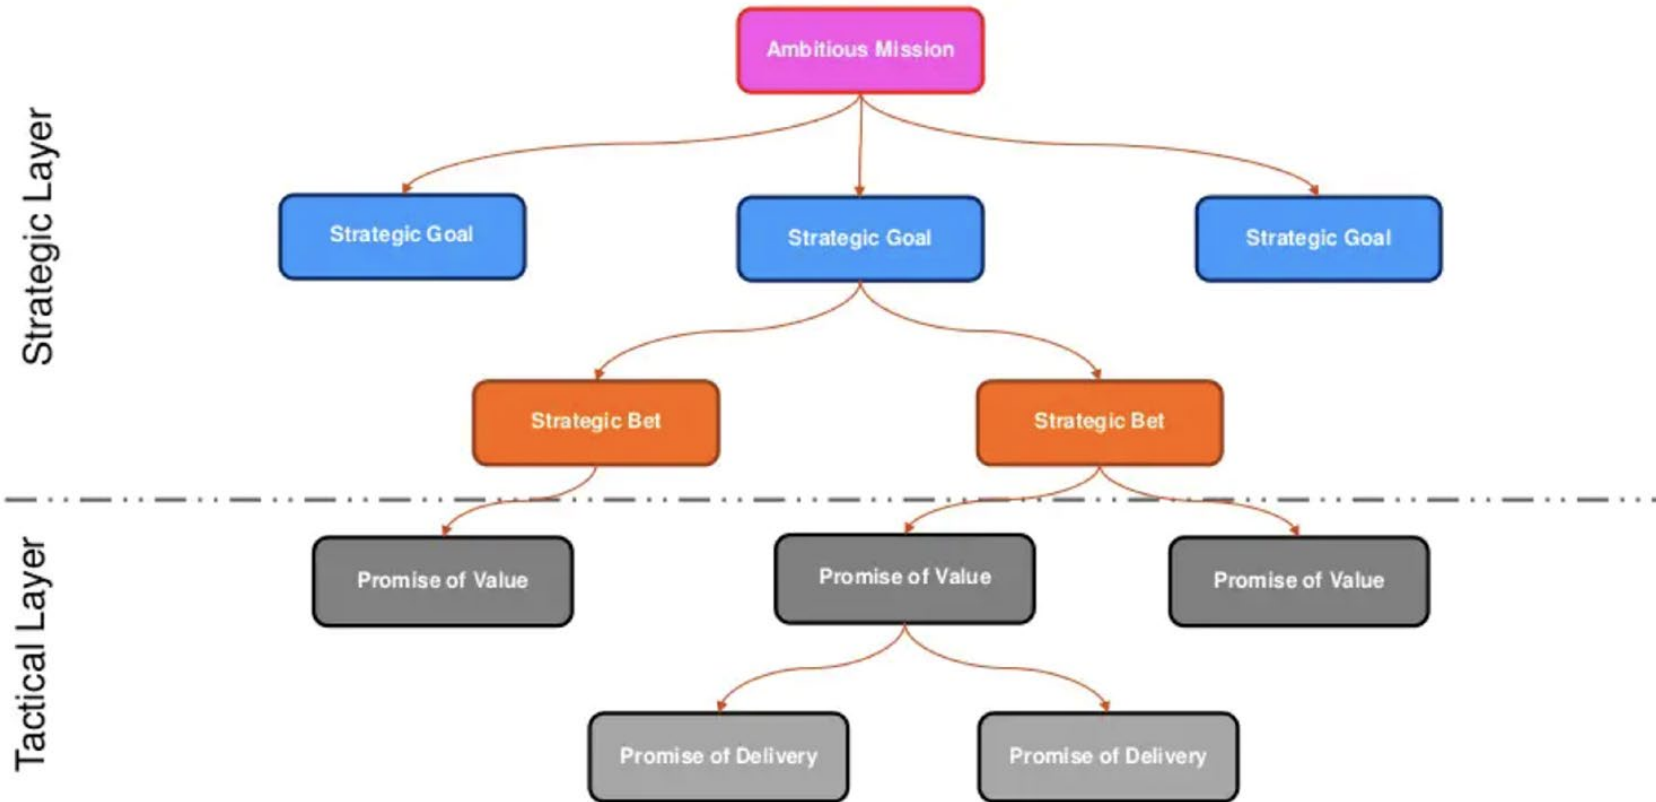 Ambitious Mission
Strategic Layer
Strategic Goal
Strategic Goal
Strategic Goal
Strategic Bet
Strategic Bet
Tactical Layer
Promise of Value
Promise of Value
Promise of Value
Promise of Delivery
Promise of Delivery